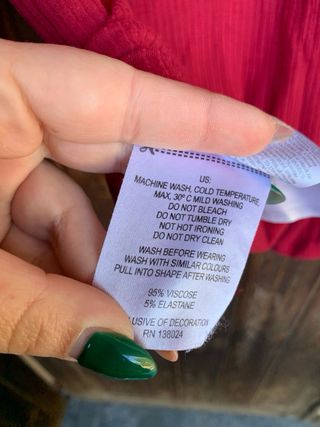 US:
MACHINE WASH, COLD TEMPERATURE
MAX. 30° C MILD WASHING
DO NOT BLEACH
DO NOT TUMBLE DRY
NOT HOT IRONING
DO NOT DRY CLEAN
WASH BEFORE WEARING
WASH WITH SIMILAR COLOURS
PULL INTO SHAPE AFTER WASHING
95% VISCOSE
5% ELASTANE
LUSIVE OF DECORATION
RN 138024